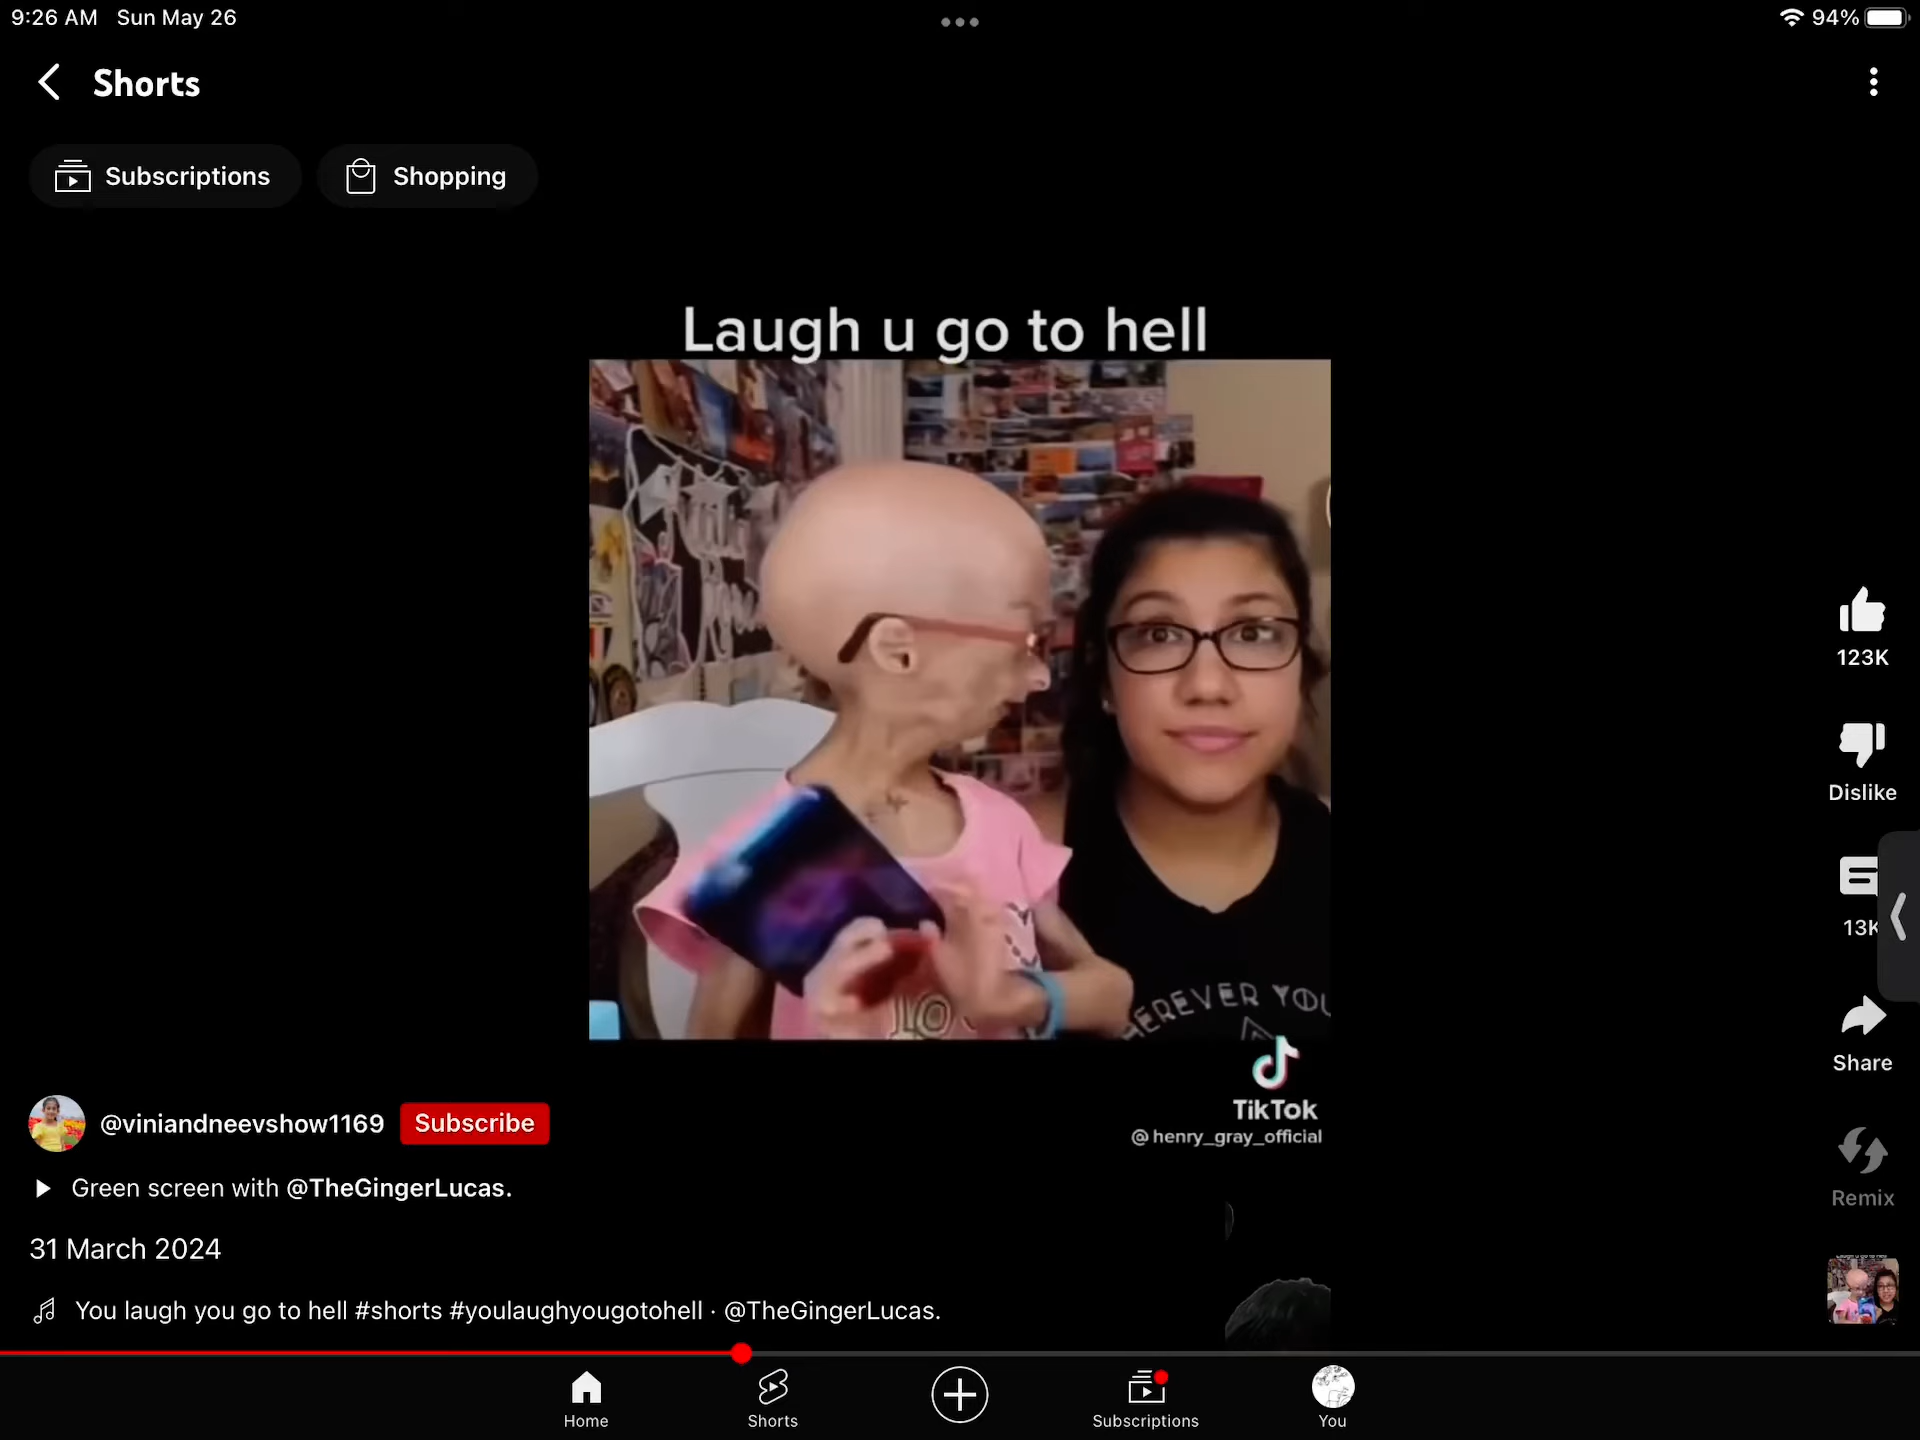 9:26 AM Sun May 26
94%
Shorts
Subscriptions
Shopping
Laugh u go to hell
123K
Dislike
13K
Share
EREVER YOU
TikTok
@henry_gray_official
@viniandneevshow1169 Subscribe
Green screen with @TheGingerLucas.
31 March 2024
Remix
You laugh you go to hell #shorts #youlaughyougotohell · @TheGingerLucas.
Home
Shorts
Subscriptions
You